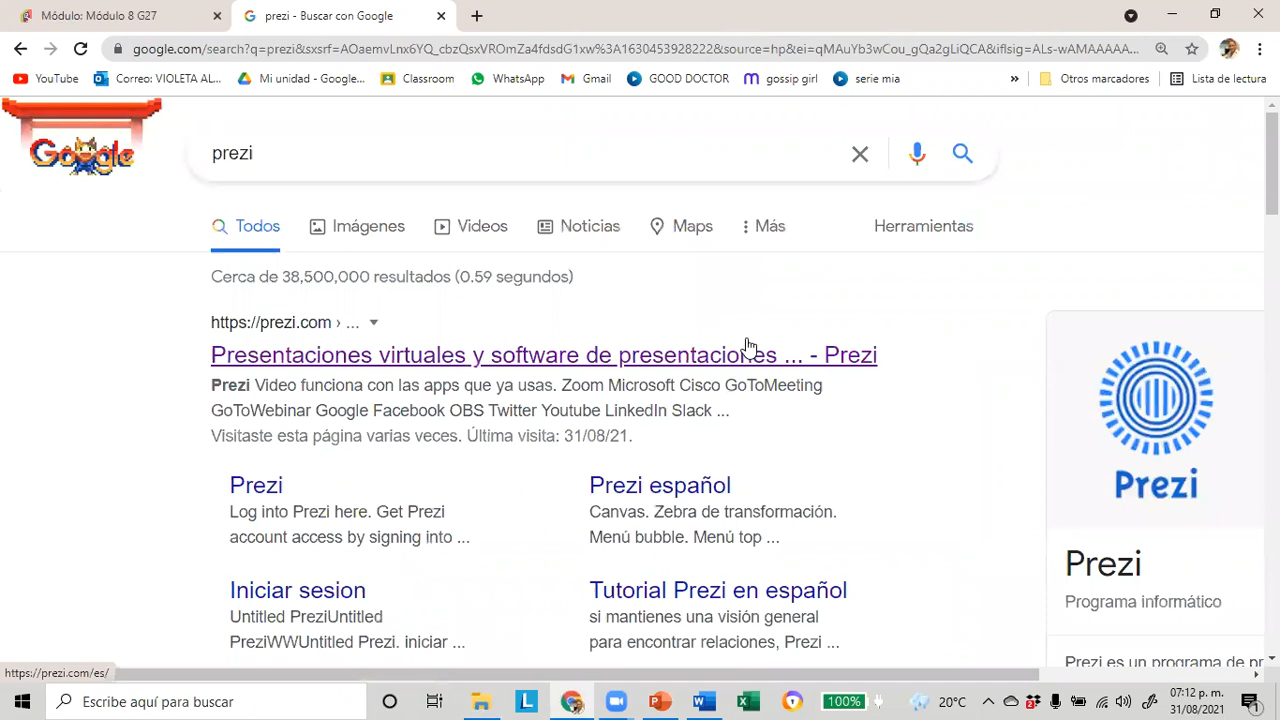 Módulo: Módulo 8 G27
prezi - Buscar con Google
google.com/search?q=prezi&sxsrf=AOaemvLnx6YQ_cbzQsxVROmZa4fdsdG1xw%3A1630453928222&source=hp&ei=qMAuYb3wCou_gQa2gLiQCA&iflsig=ALs-wAMAAAAA...
YouTube
Correo: VIOLETA AL...
Mi unidad - Google...
Classroom
WhatsApp
Gmail
GOOD DOCTOR
gossip girl
serie mia
»
Otros marcadores
Lista de lectura
Google
prezi
Todos
Imágenes
Videos
Noticias
Maps
Más
Herramientas
Cerca de 38,500,000 resultados (0.59 segundos)
https://prezi.com › ...
Presentaciones virtuales y software de presentaciones ... - Prezi
Prezi Video funciona con las apps que ya usas. Zoom Microsoft Cisco GoToMeeting
GoToWebinar Google Facebook OBS Twitter Youtube LinkedIn Slack ...
Visitaste esta página varias veces. Última visita: 31/08/21.
Prezi
Log into Prezi here. Get Prezi
account access by signing into ...
Prezi español
Canvas. Zebra de transformación.
Menú bubble. Menú top ...
Iniciar sesion
Untitled PreziUntitled
PreziWWUntitled Prezi. iniciar ...
Tutorial Prezi en español
si mantienes una visión general
para encontrar relaciones, Prezi ...
Prezi
Prezi
Programa informático
Prezi es un programa de pr
https://prezi.com/es/
Escribe aquí para buscar
100%
20°C
07:12 p. m.
31/08/2021
1